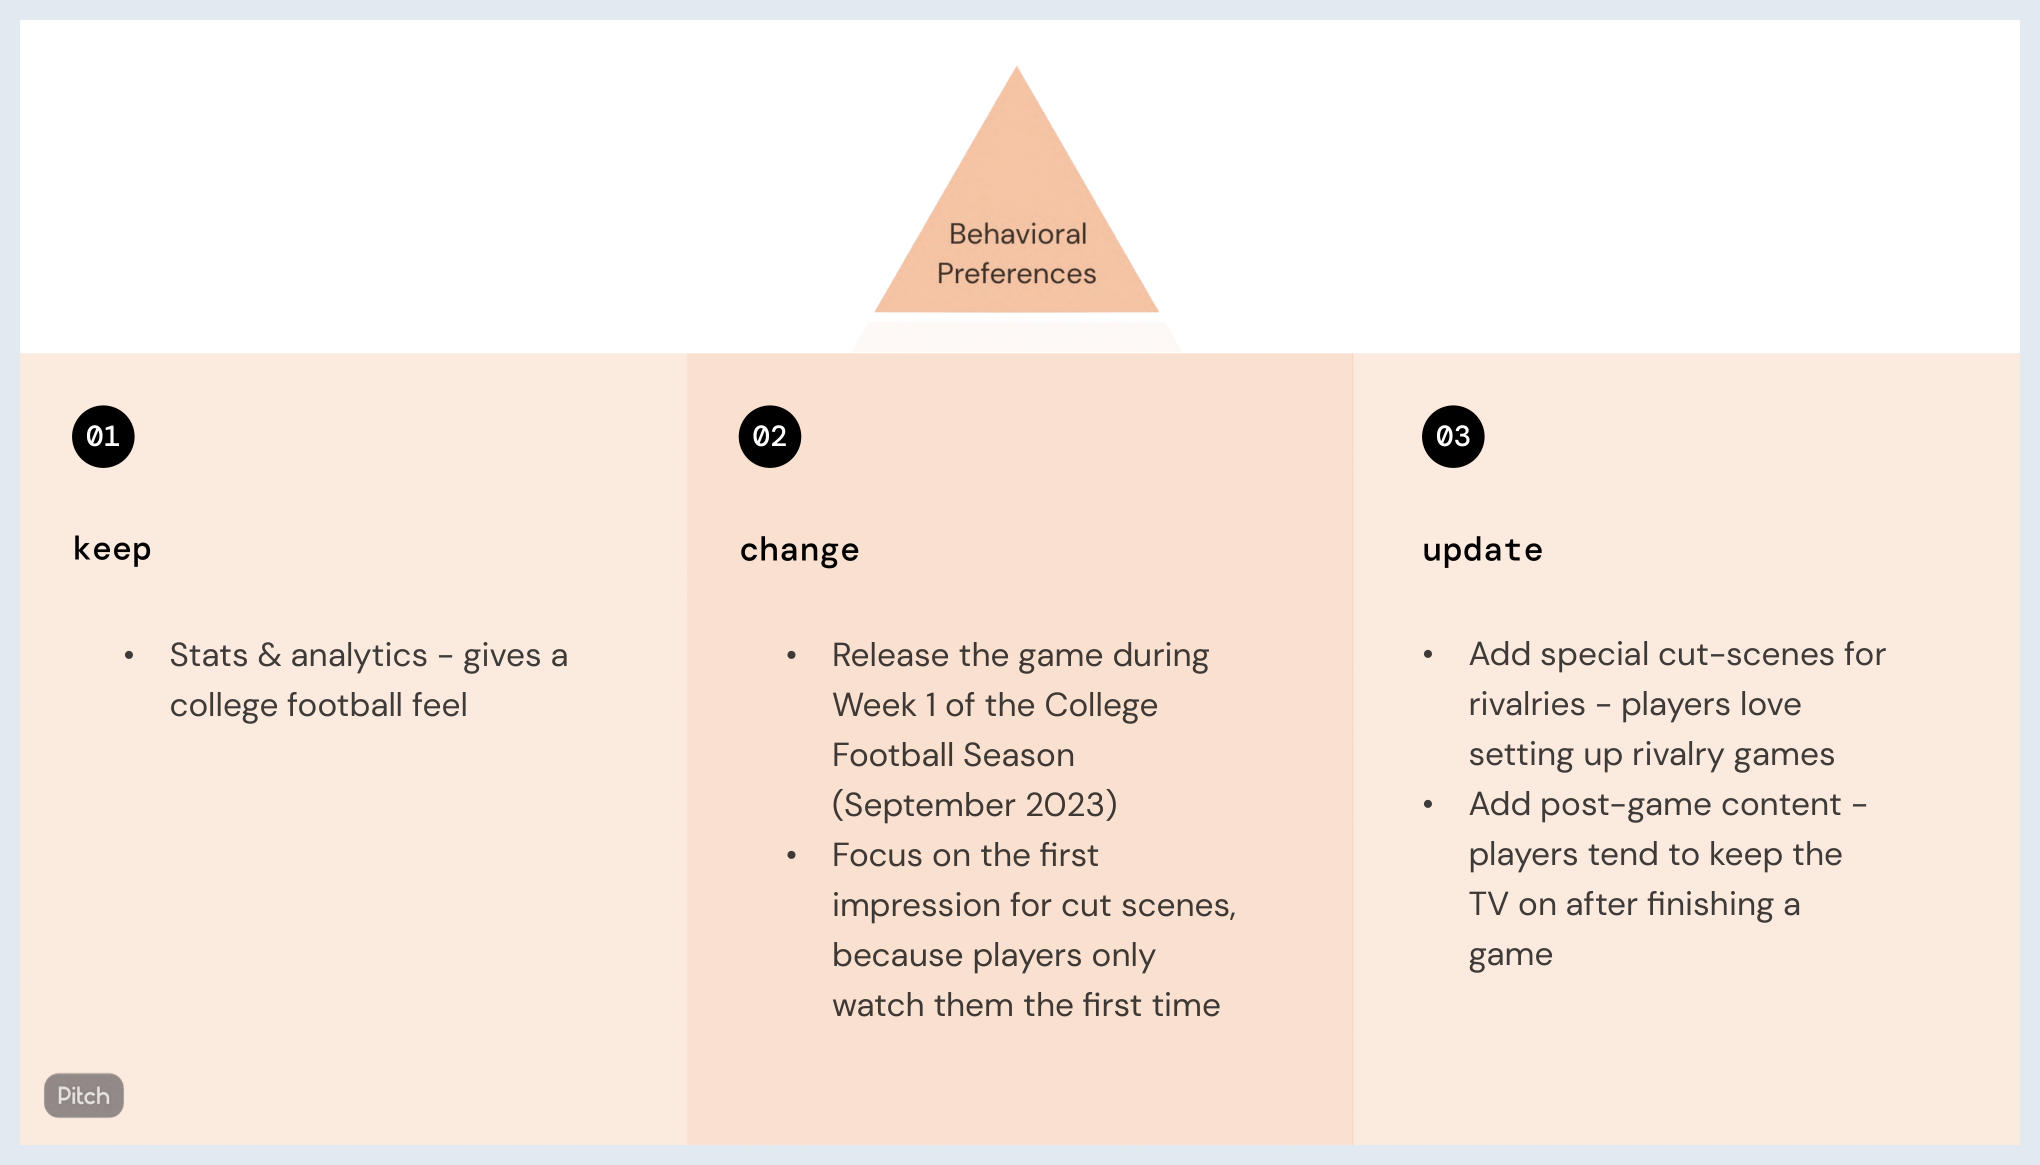 Behavioral
Preferences
01
keep
• Stats & analytics - gives a
college football feel
02
change
• Release the game during
Week 1 of the College
Football Season
(September 2023)
• Focus on the first
impression for cut scenes,
because players only
watch them the first time
03
update
• Add special cut-scenes for
rivalries - players love
setting up rivalry games
• Add post-game content -
players tend to keep the
TV on after finishing a
game
Pitch